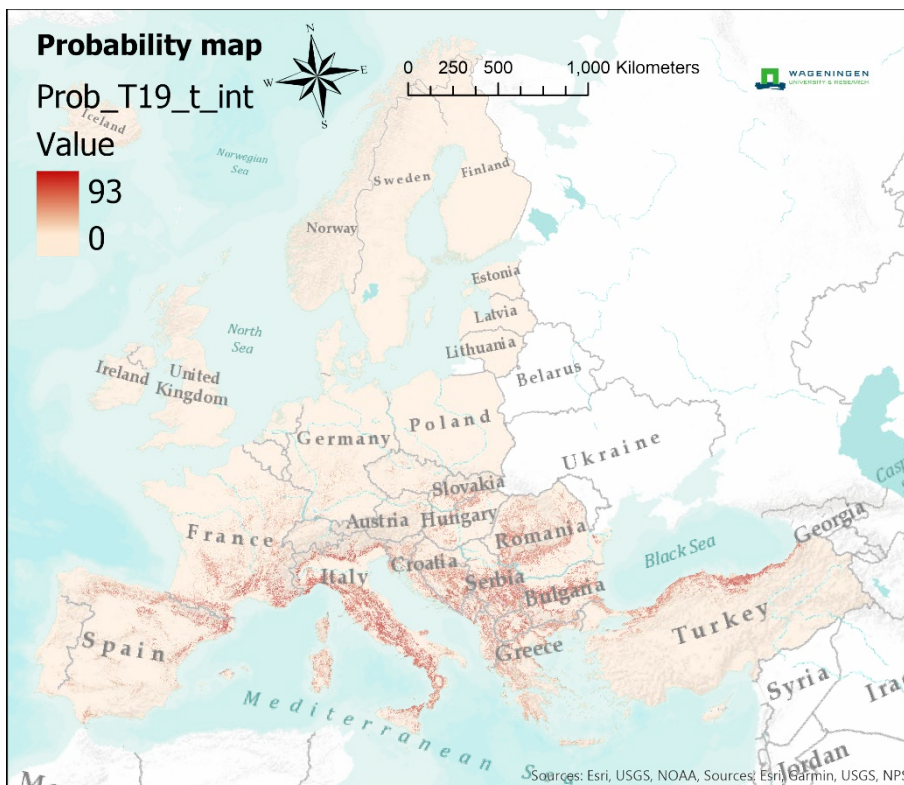 Probability map
Prob_T19_t_int
Value
93
0
N
W
E
S
0 250 500 1,000 Kilometers
WAGENINGEN
UNIVERSITY & RESEARCH
Iceland
Norwegian
Sea
Sweden
Finland
Norway
Estonia
North
Sea
Latvia
Lithuania
Ireland
United
Kingdom
Belarus
Germany
Poland
Ukraine
Slovakia
Casp
France
Austria
Hungary
Romania
Georgia
Croatia
Black Sea
Italy
Serbia
Bulgaria
Turkey
Spain
Greece
Syria
Iraq
Mediterranean Sea
Jordan
Sources: Esri, USGS, NOAA, Sources: Esri, Garmin, USGS, NPS